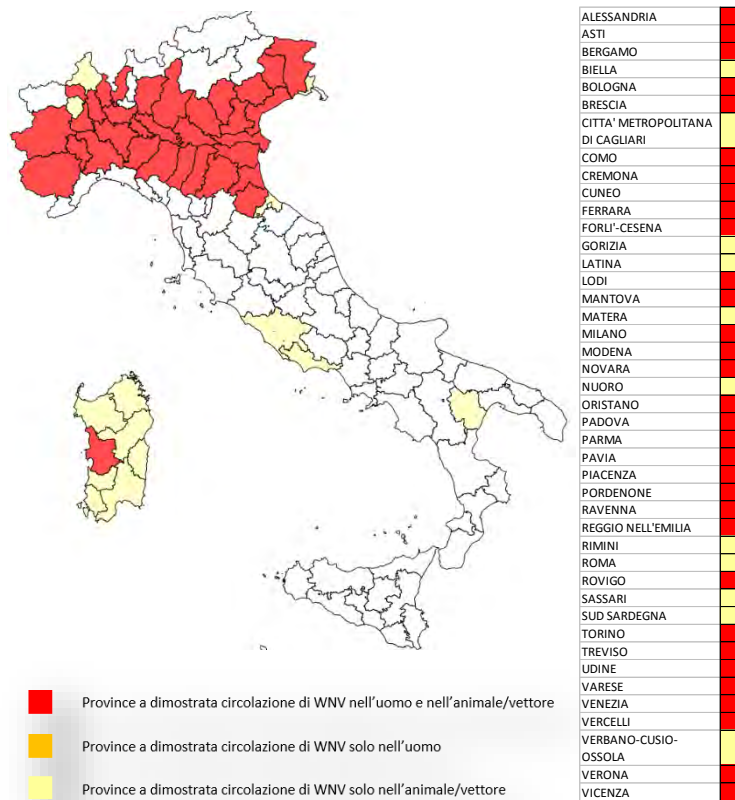 ALESSANDRIA
ASTI
BERGAMO
BIELLA
BOLOGNA
BRESCIA
CITTA' METROPOLITANA
DI CAGLIARI
COMO
CREMONA
CUNEO
FERRARA
FORLI'-CESENA
GORIZIA
LATINA
LODI
MANTOVA
MATERA
MILANO
MODENA
NOVARA
NUORO
ORISTANO
PADOVA
PARMA
PAVIA
PIACENZA
PORDENONE
RAVENNA
REGGIO NELL'EMILIA
RIMINI
ROMA
ROVIGO
SASSARI
SUD SARDEGNA
TORINO
TREVISO
UDINE
VARESE
VENEZIA
VERCELLI
VERBANO-CUSIO-
OSSOLA
VERONA
VICENZA
Province a dimostrata circolazione di WNV nell'uomo e nell'animale/vettore
Province a dimostrata circolazione di WNV solo nell'uomo
Province a dimostrata circolazione di WNV solo nell'animale/vettore